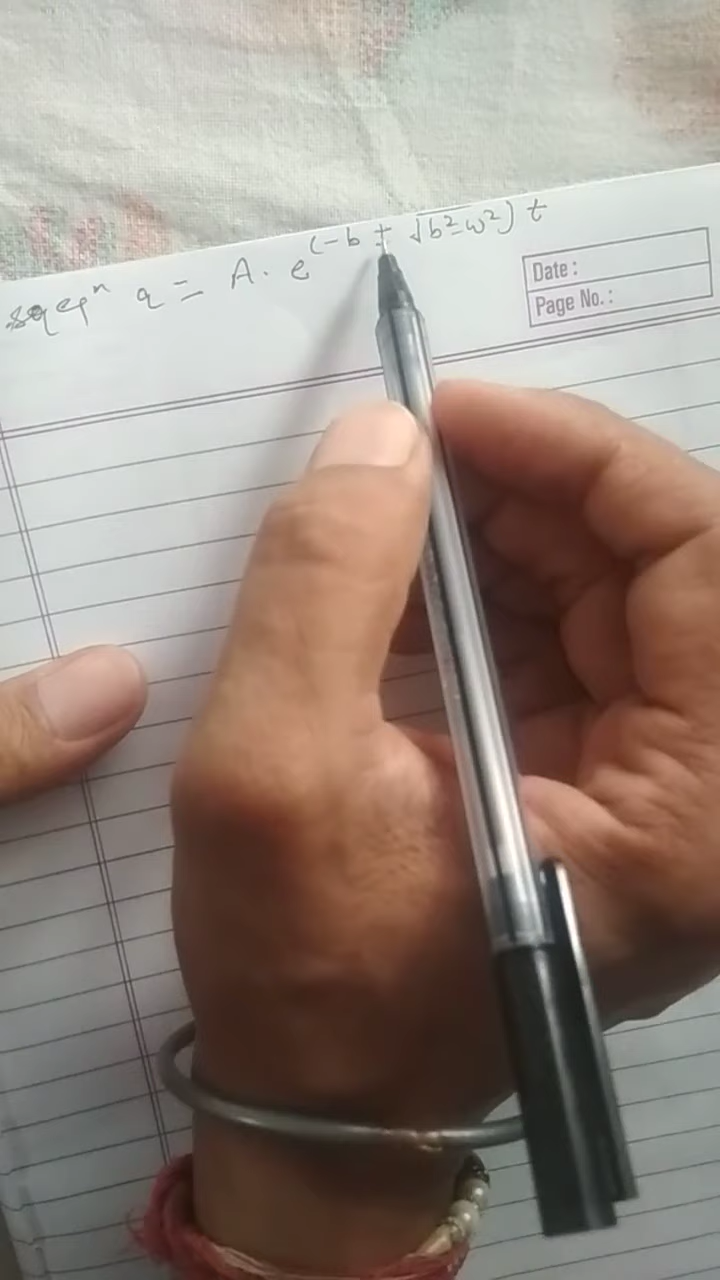 eqⁿ q = A. e^(-b ± √b²-ω²) t
Date :
Page No. :